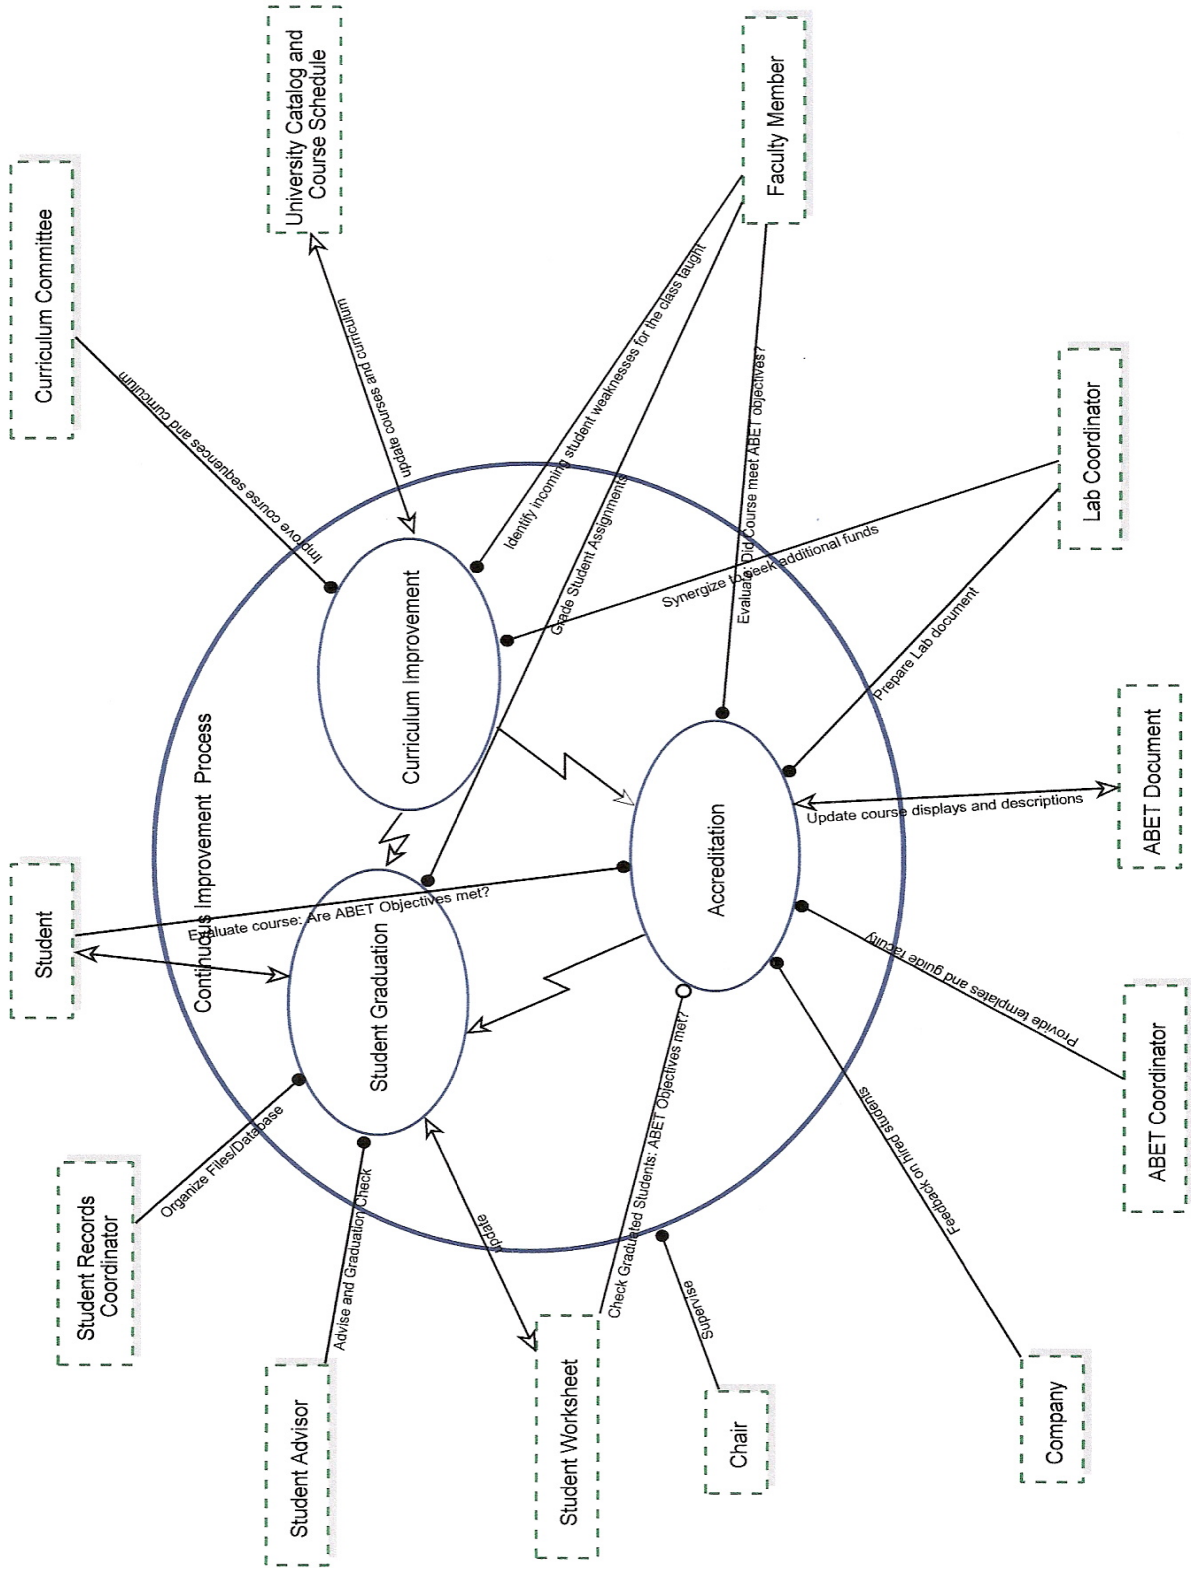 Curriculum Committee
University Catalog and
Course Schedule
Faculty Member
Improve course sequences and curriculum
update courses and curriculum
Identify incoming student weaknesses for the class taught
Grade Student Assignments
Evaluate: Did Course meet ABET objectives?
Lab Coordinator
Synergize to seek additional funds
Prepare Lab document
Student
Continuous Improvement Process
Curriculum Improvement
Evaluate course: Are ABET Objectives met?
Student Graduation
Accreditation
Update course displays and descriptions
ABET Document
Student Records
Coordinator
Organize Files/Database
Student Advisor
Advise and Graduation Check
update
Student Worksheet
Check Graduated Students: ABET Objectives met?
Chair
Supervise
Company
Feedback on hired students
ABET Coordinator
Provide templates and guide faculty